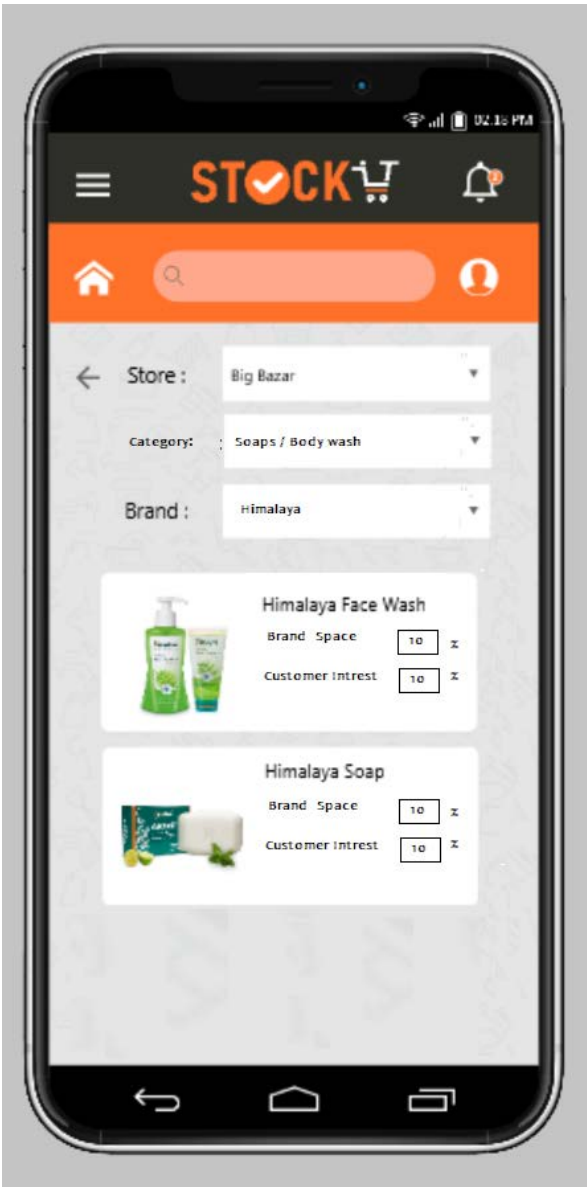 02.18 PM
STOCK
Store :
Big Bazar
Category: :
Soaps / Body wash
Brand :
Himalaya
Himalaya Face Wash
Brand Space 10 %
Customer Intrest 10 %
Himalaya Soap
Brand Space 10 %
Customer Intrest 10 %